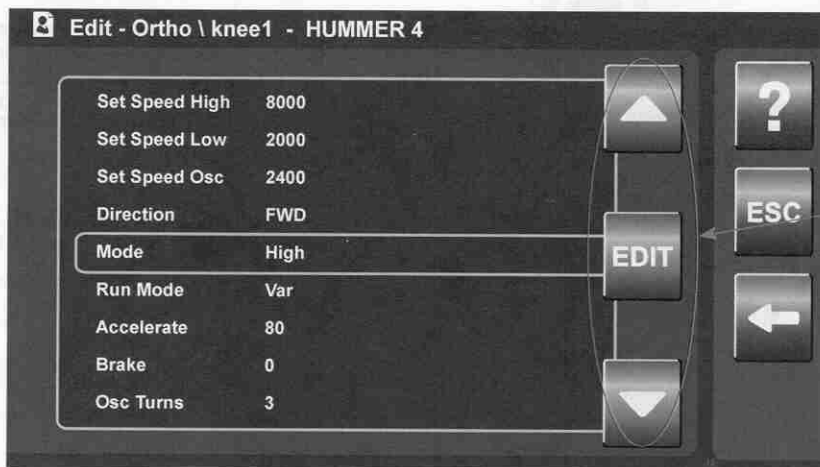 Edit - Ortho \ knee1 - HUMMER 4
Set Speed High 8000
Set Speed Low 2000
Set Speed Osc 2400
Direction FWD
Mode High
Run Mode Var
Accelerate 80
Brake 0
Osc Turns 3
EDIT
?
ESC